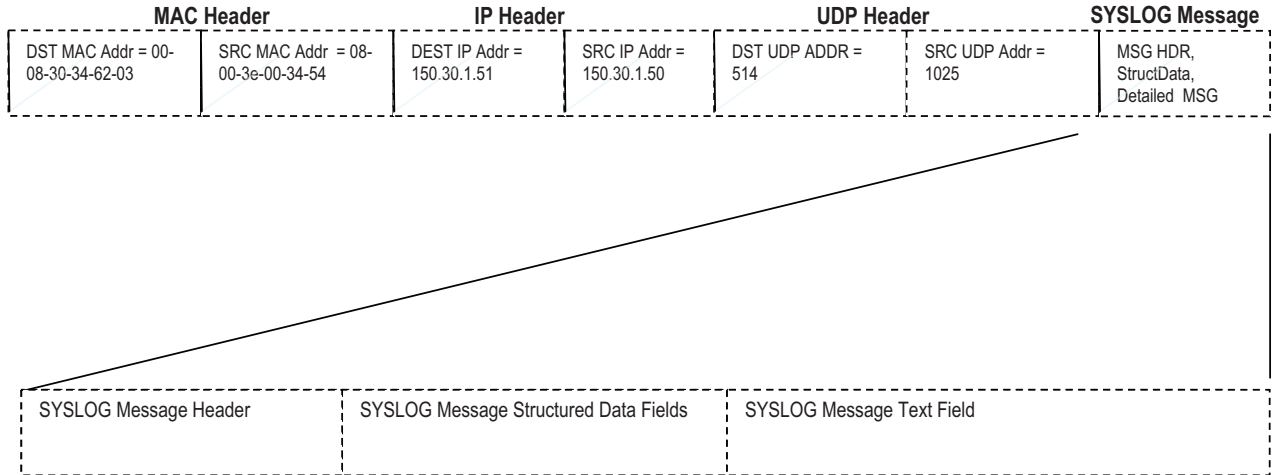 MAC Header IP Header UDP Header SYSLOG Message
DST MAC Addr = 00-
08-30-34-62-03
SRC MAC Addr = 08-
00-3e-00-34-54
DEST IP Addr =
150.30.1.51
SRC IP Addr =
150.30.1.50
DST UDP ADDR =
514
SRC UDP Addr =
1025
MSG HDR,
StructData,
Detailed MSG
SYSLOG Message Header
SYSLOG Message Structured Data Fields
SYSLOG Message Text Field